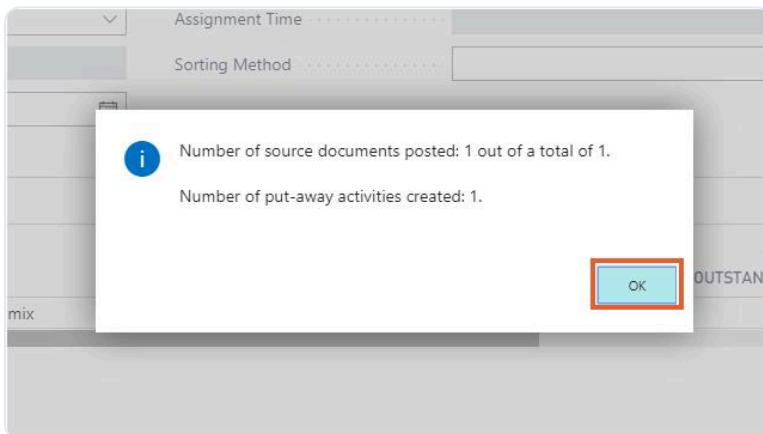 Assignment Time
Sorting Method
i
Number of source documents posted: 1 out of a total of 1.
Number of put-away activities created: 1.
OK
OUTSTAN
mix